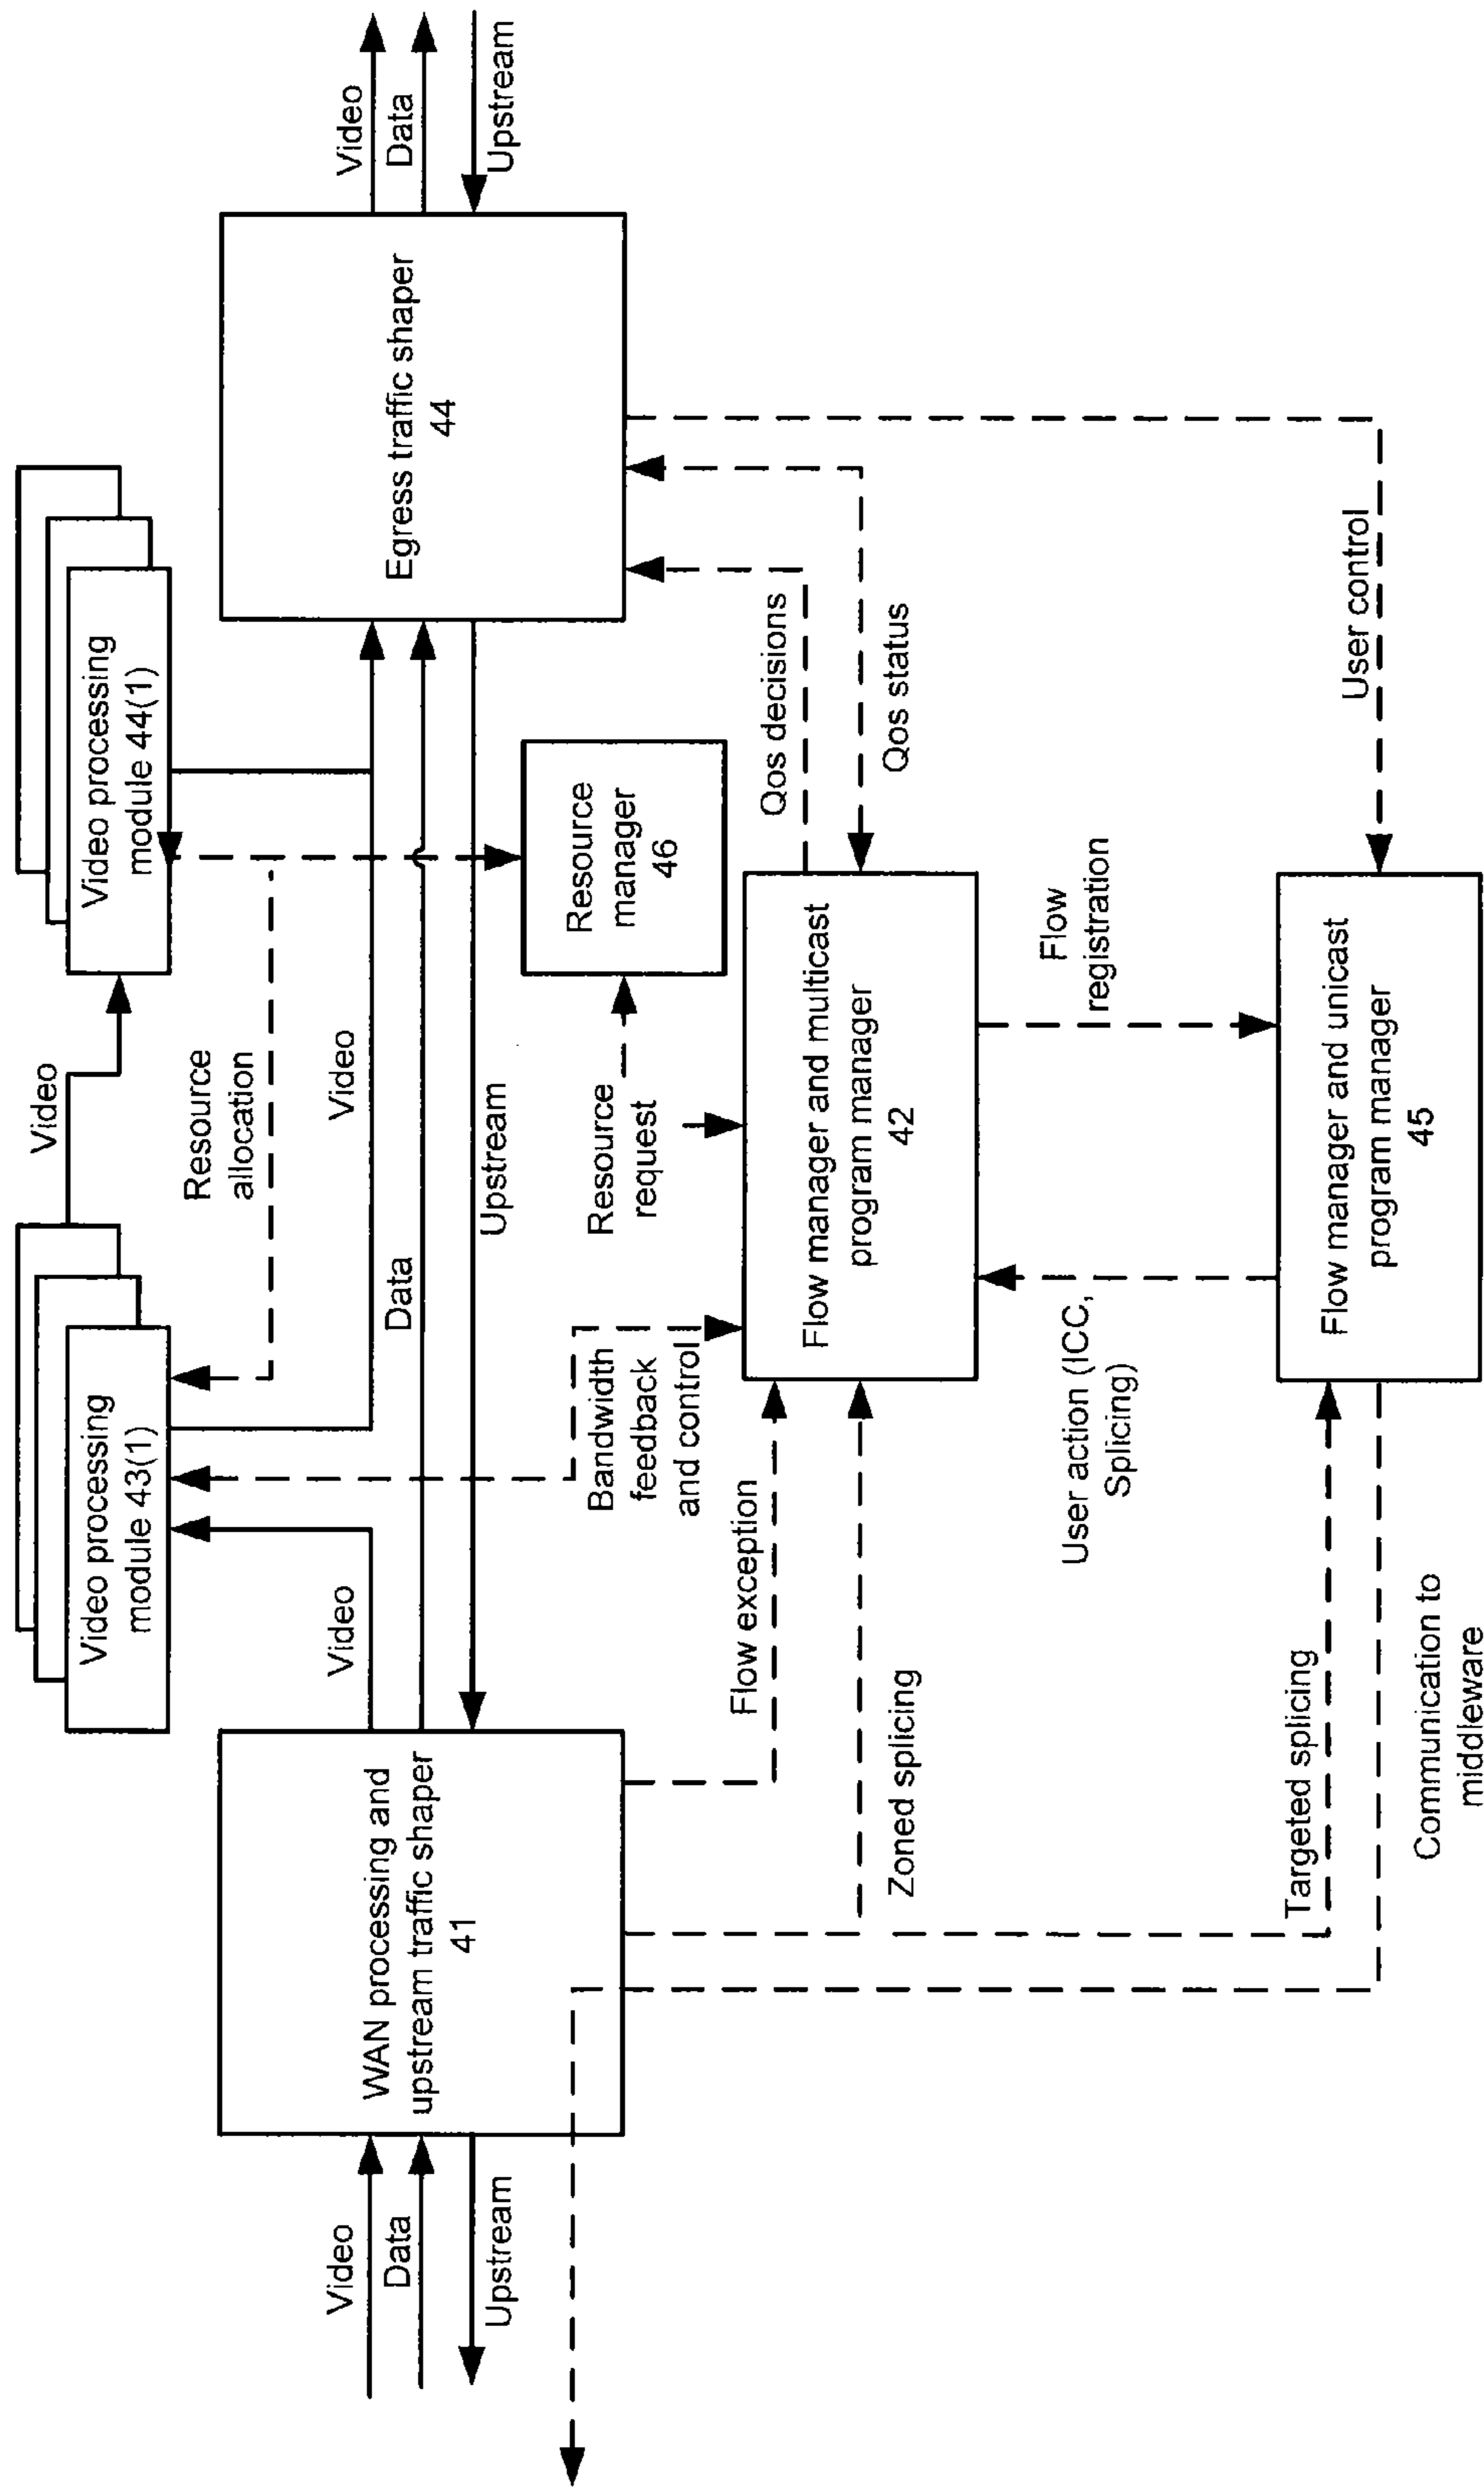 Video
Video processing
module 43(1)
Video processing
module 44(1)
Resource
allocation
Video
Data
Upstream
WAN processing and
upstream traffic shaper
41
Video
Video
Data
Upstream
Egress traffic shaper
44
Video
Data
Upstream
Resource
manager
46
Resource
request
Bandwidth
feedback
and control
Flow exception
Zoned splicing
Flow manager and multicast
program manager
42
Qos decisions
Qos status
User action (ICC,
Splicing)
Flow
registration
Targeted splicing
Communication to
middleware
Flow manager and unicast
program manager
45
User control